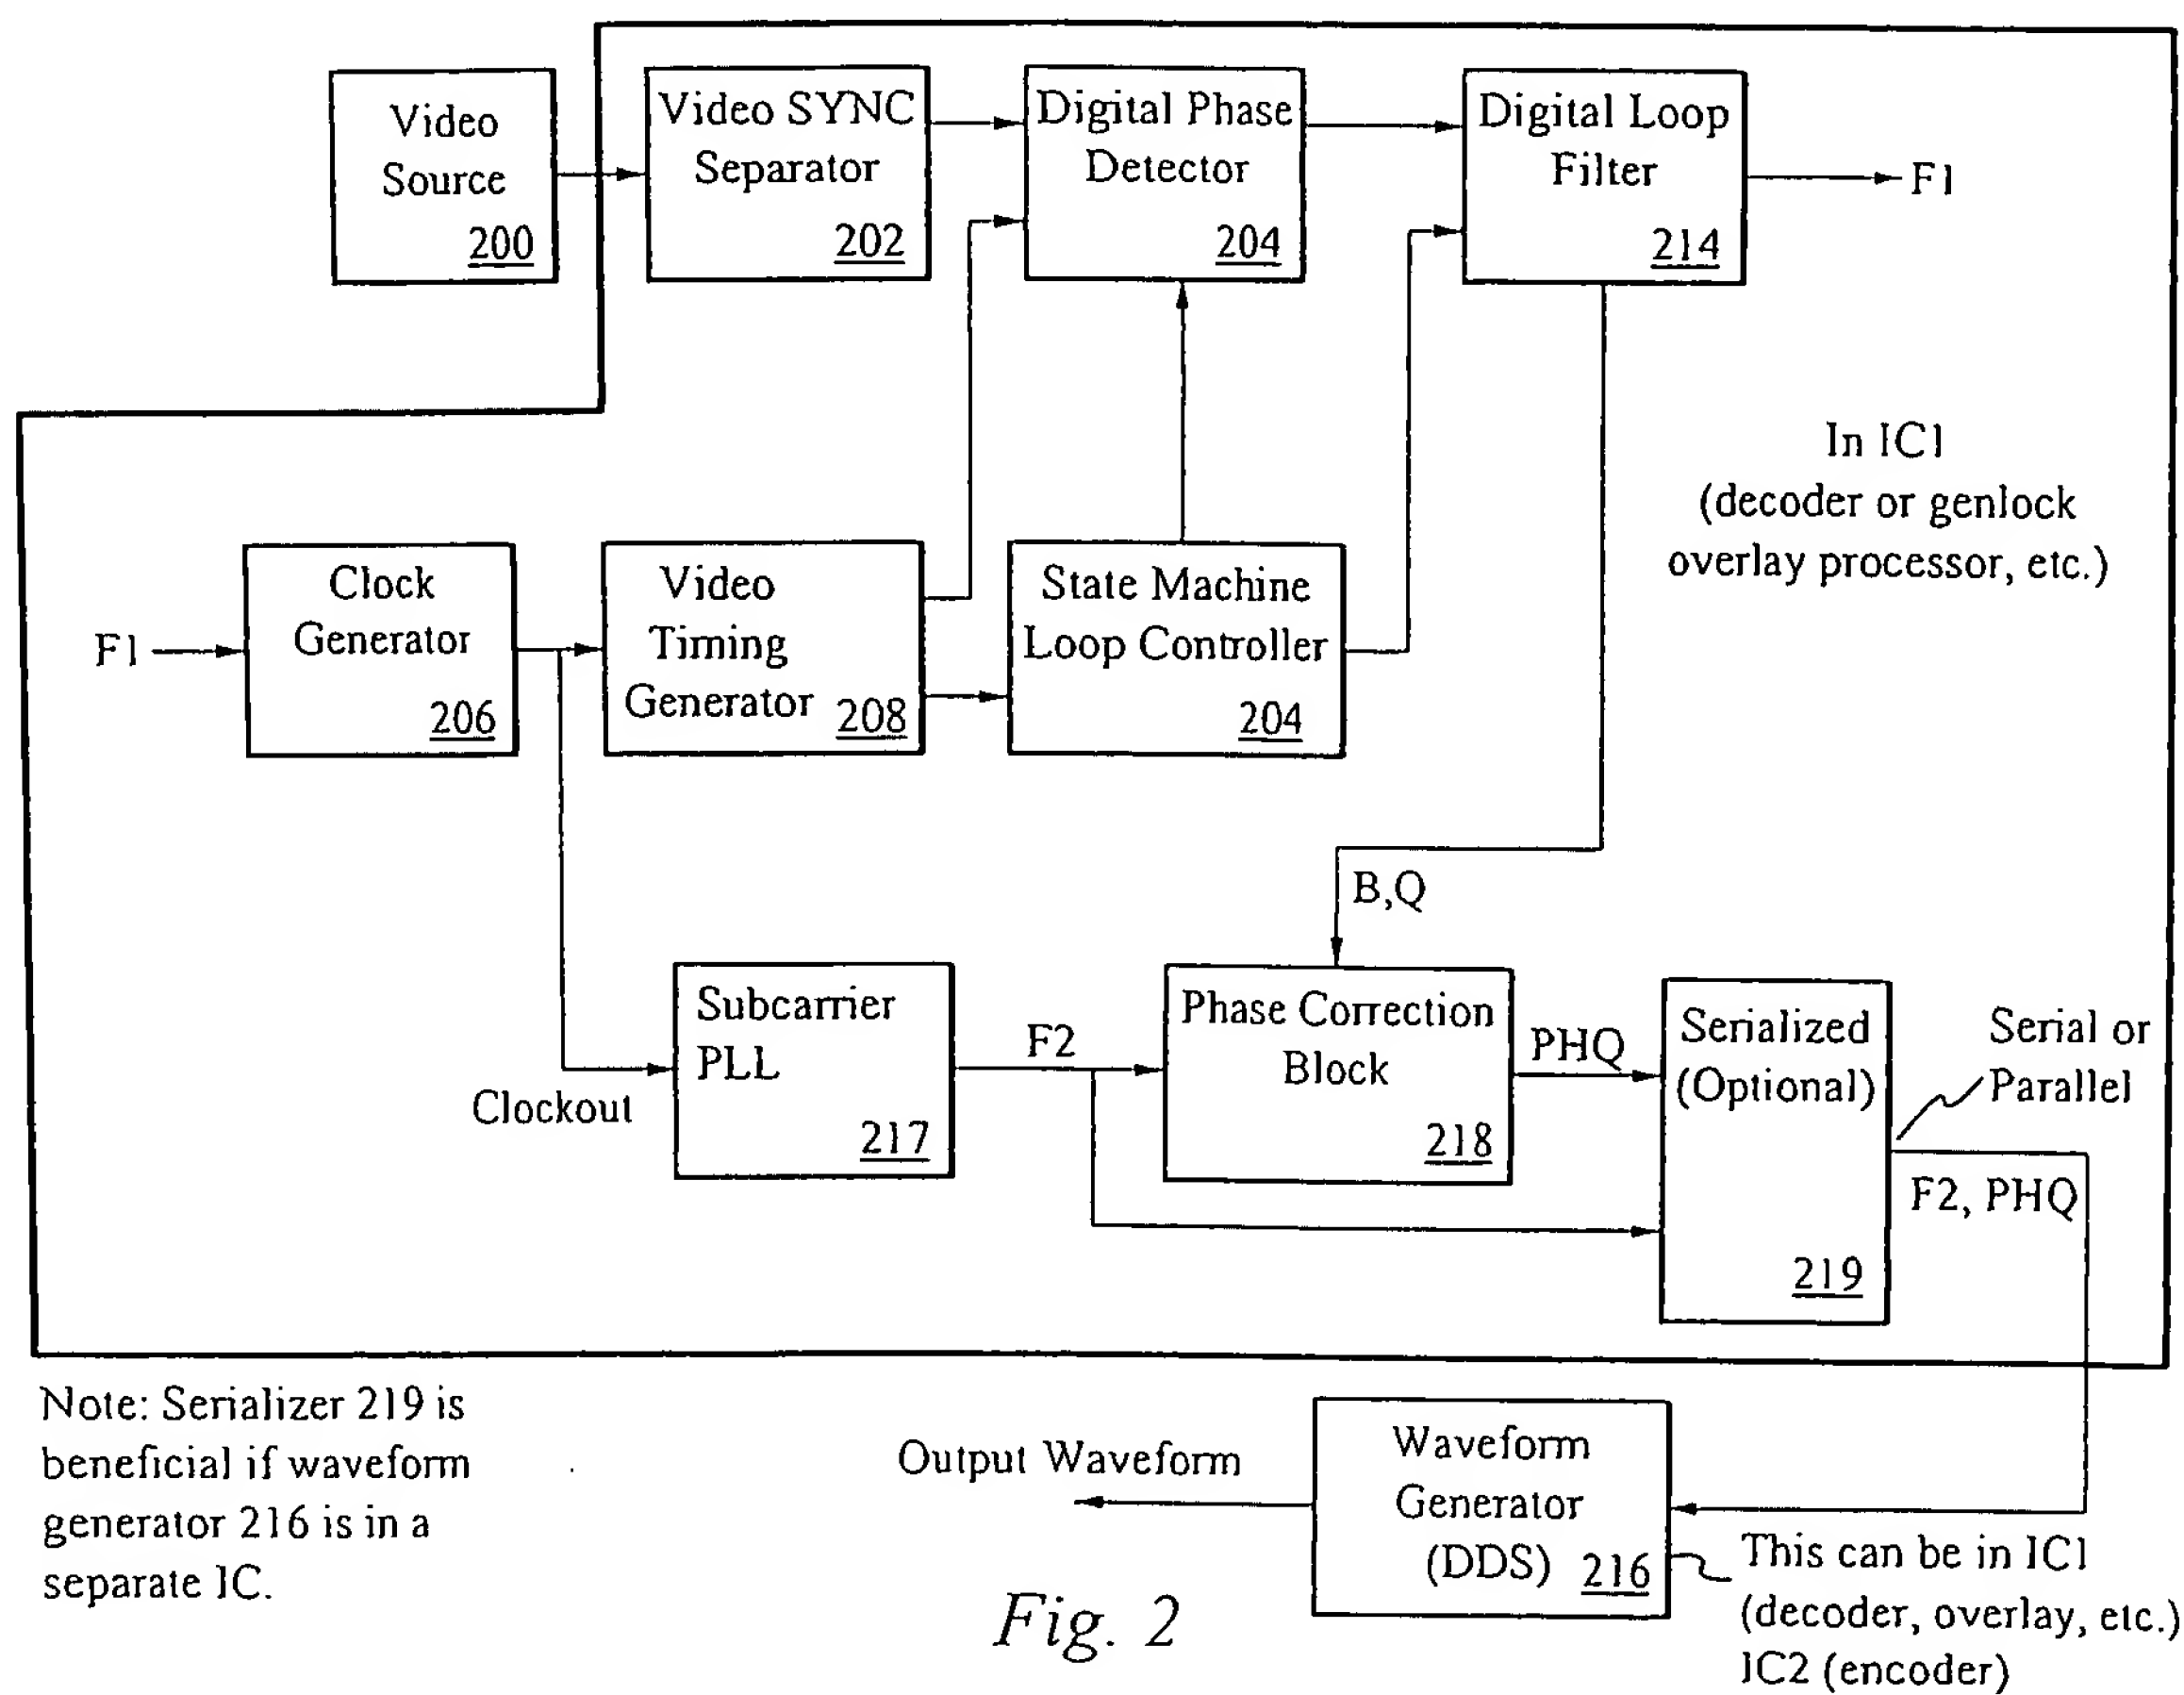 Video
Source
200
Video SYNC
Separator
202
Digital Phase
Detector
204
Digital Loop
Filter
214
F1
In IC1
(decoder or genlock
overlay processor, etc.)
F1
Clock
Generator
206
Video
Timing
Generator 208
State Machine
Loop Controller
204
B,Q
Clockout
Subcarrier
PLL
217
F2
Phase Correction
Block
218
PHQ
Serialized
(Optional)
219
Serial or
Parallel
F2, PHQ
Note: Serializer 219 is
beneficial if waveform
generator 216 is in a
separate IC.
Output Waveform
Waveform
Generator
(DDS) 216
This can be in IC1
(decoder, overlay, etc.)
IC2 (encoder)
Fig. 2